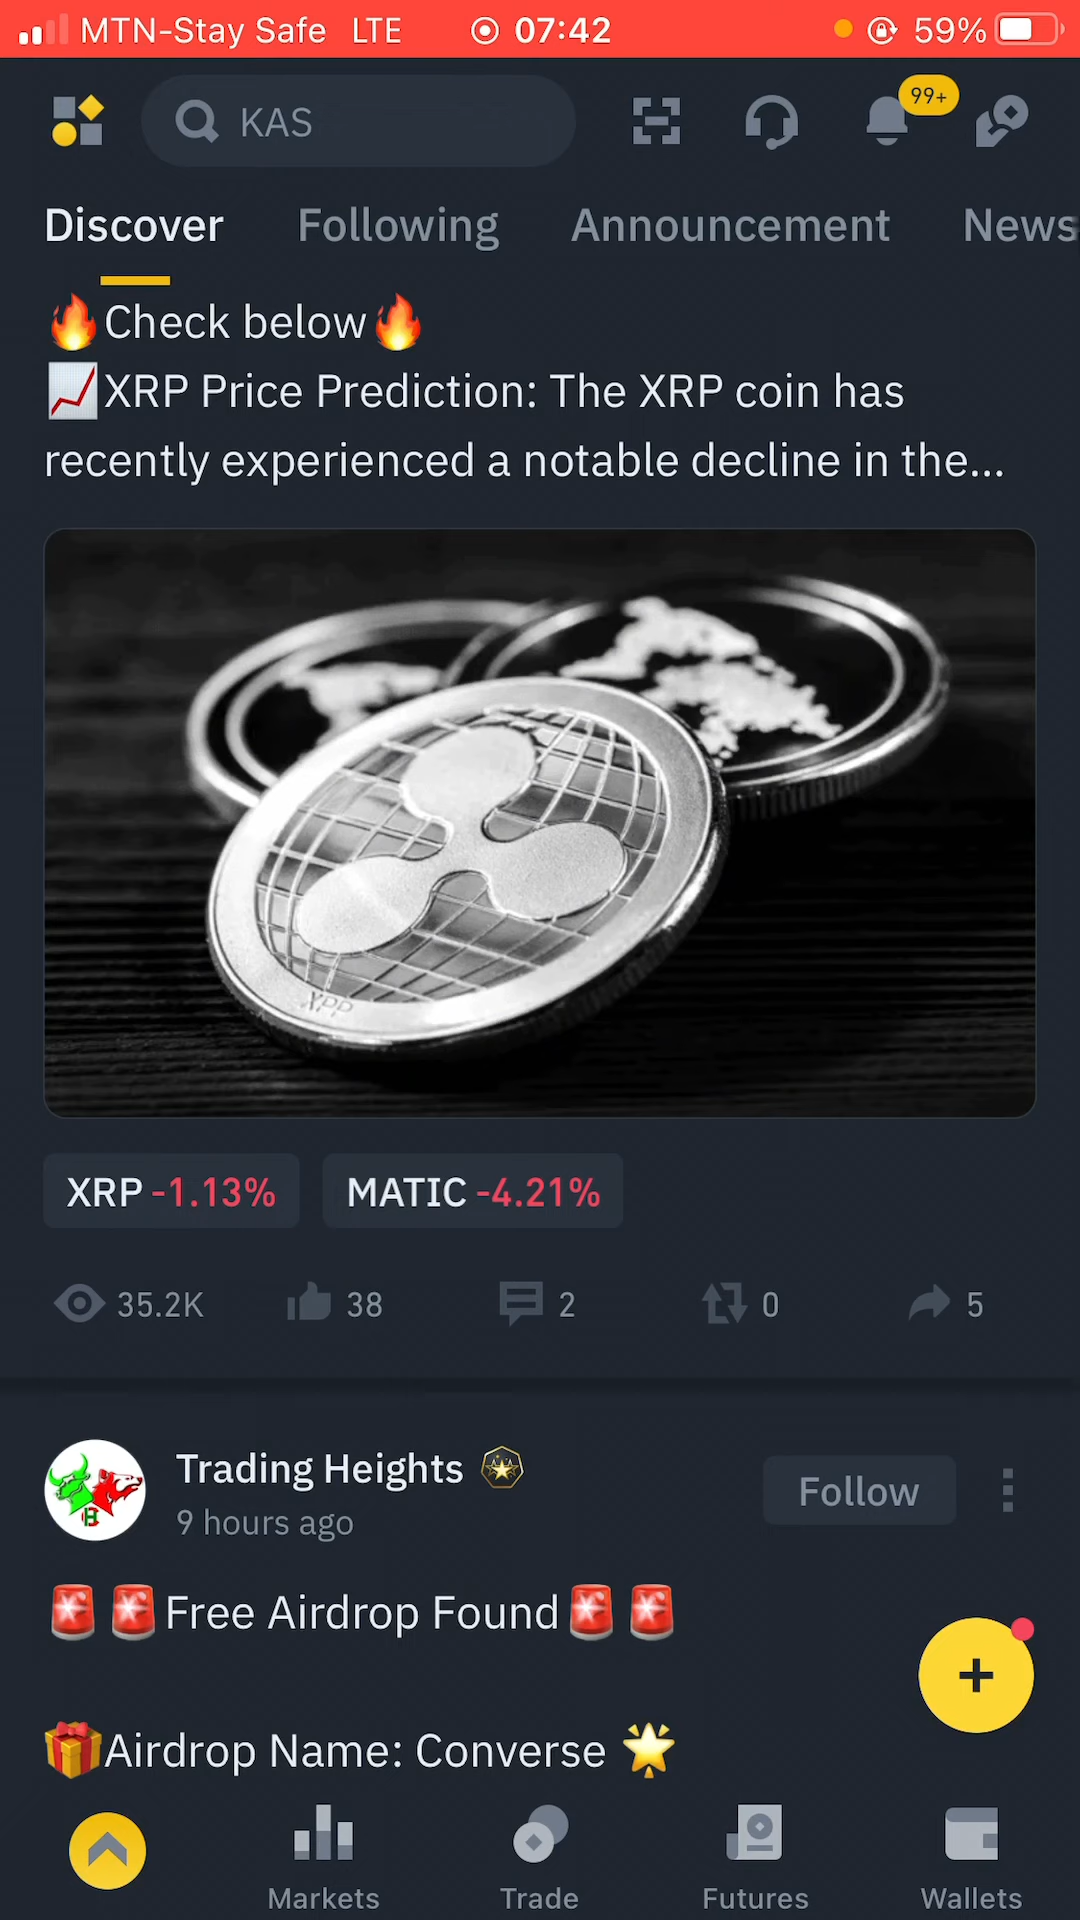 MTN-Stay Safe LTE 07:42 59%
KAS
99+
Discover Following Announcement News
🔥Check below🔥
📈XRP Price Prediction: The XRP coin has
recently experienced a notable decline in the...
XRP
XRP -1.13% MATIC -4.21%
35.2K 38 2 0 5
Trading Heights
9 hours ago
Follow
🚨🚨Free Airdrop Found🚨🚨
🎁Airdrop Name: Converse 🌟
Markets Trade Futures Wallets